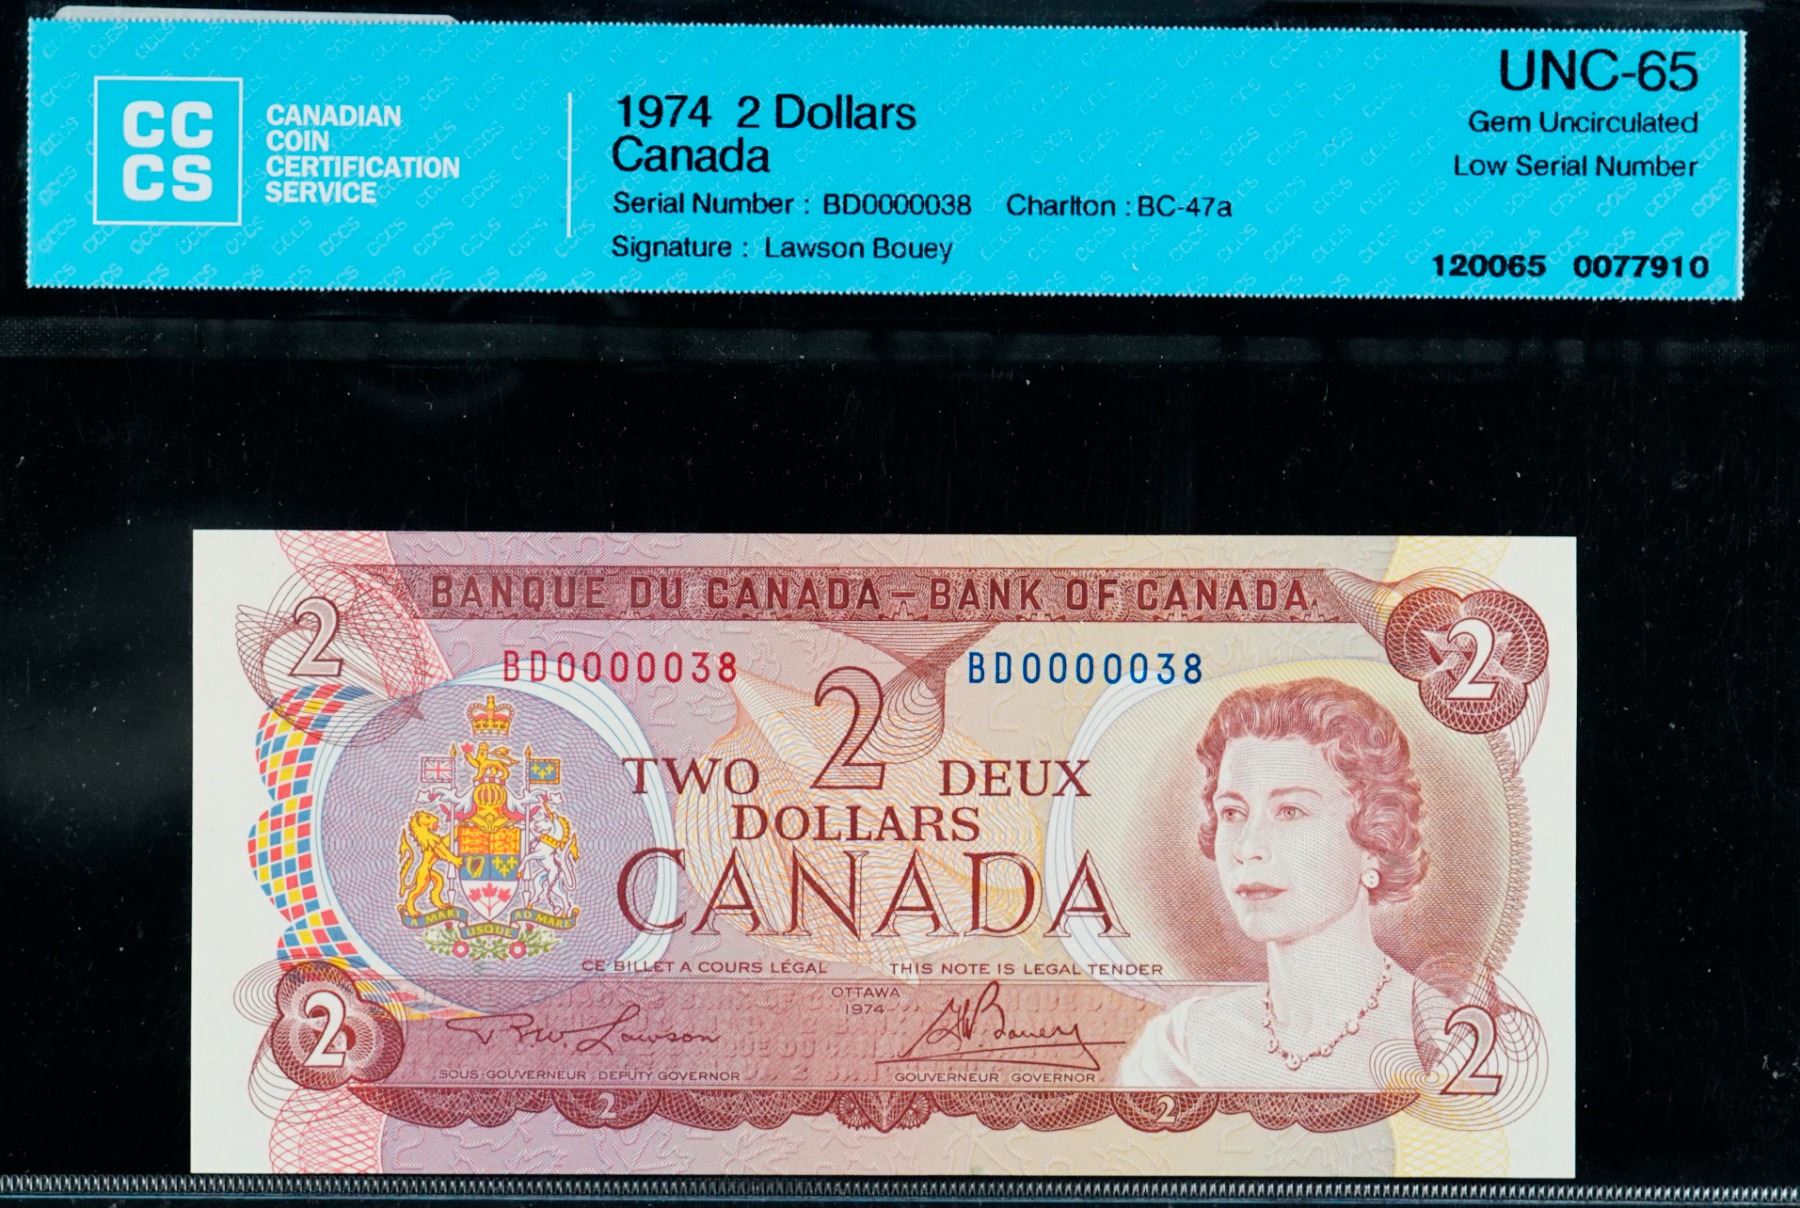 CC
CS
CANADIAN
COIN
CERTIFICATION
SERVICE
1974 2 Dollars
Canada
Serial Number : BD0000038 Charlton : BC-47a
Signature : Lawson Bouey
UNC-65
Gem Uncirculated
Low Serial Number
120065 0077910
BANQUE DU CANADA – BANK OF CANADA
2
2
BD0000038 BD0000038
2
TWO DEUX
DOLLARS
CANADA
A MARI USQUE AD MARE
CE BILLET A COURS LÉGAL THIS NOTE IS LEGAL TENDER
OTTAWA
1974
2
2
Lawson
Bouey
SOUS-GOUVERNEUR DEPUTY GOVERNOR GOUVERNEUR GOVERNOR
2 2